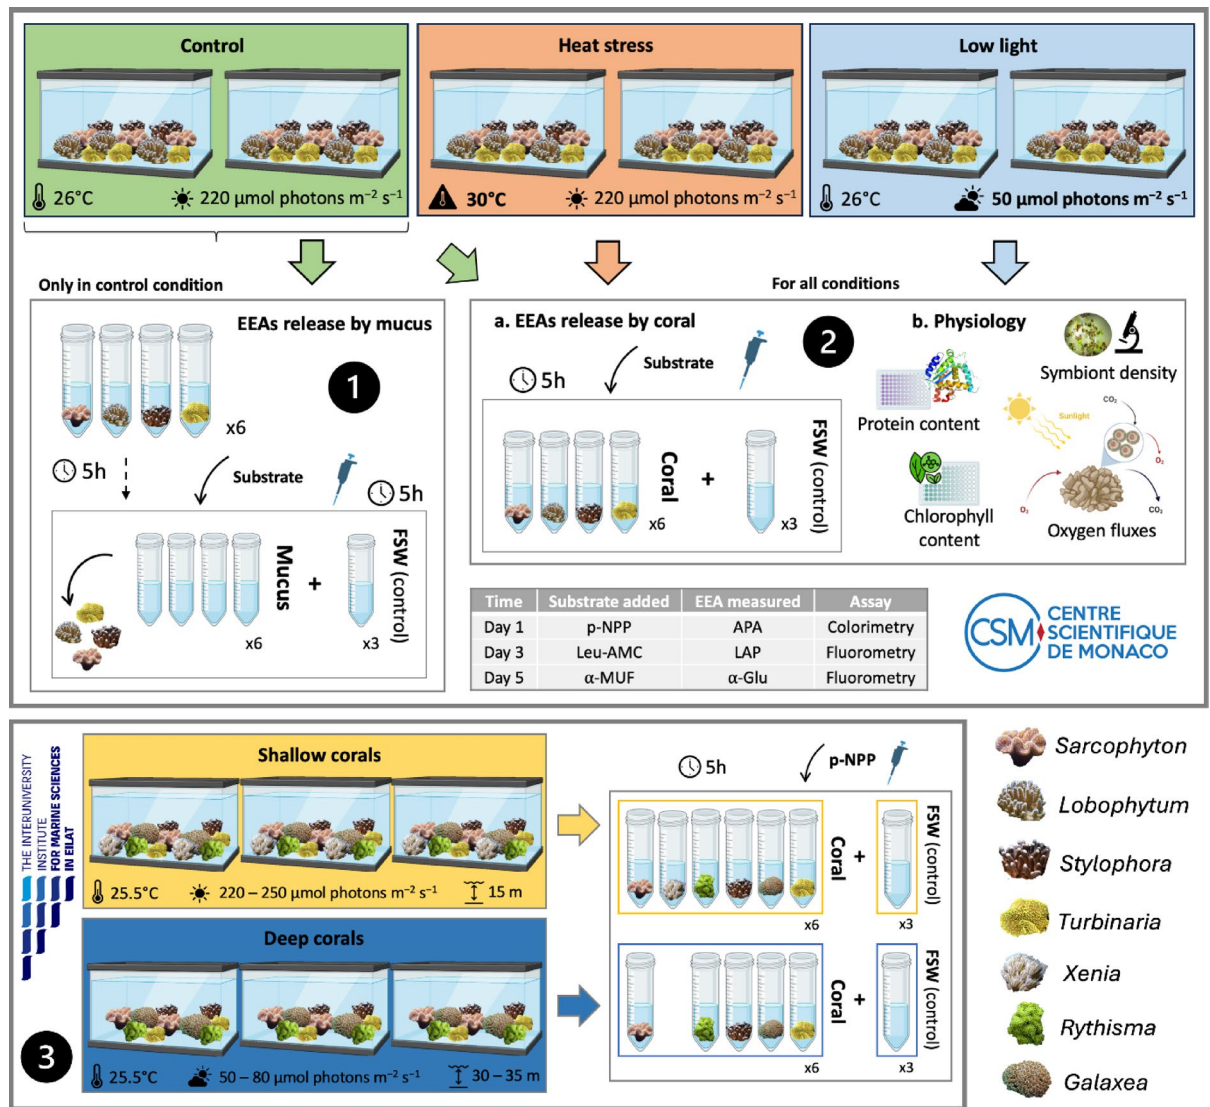 Control
26°C
220 µmol photons m⁻² s⁻¹
Heat stress
30°C
220 µmol photons m⁻² s⁻¹
Low light
26°C
50 µmol photons m⁻² s⁻¹
Only in control condition
For all conditions
EEAs release by mucus
1
x6
5h
Substrate
5h
Mucus
x6
+
FSW (control)
x3
a. EEAs release by coral
2
5h
Substrate
Coral
x6
+
FSW (control)
x3
b. Physiology
Symbiont density
Protein content
Sunlight
CO₂
O₂
O₂
CO₂
Chlorophyll
content
Oxygen fluxes
Time Substrate added EEA measured Assay
Day 1 p-NPP APA Colorimetry
Day 3 Leu-AMC LAP Fluorometry
Day 5 α-MUF α-Glu Fluorometry
CSM
CENTRE
SCIENTIFIQUE
DE MONACO
THE INTERUNIVERSITY
INSTITUTE
FOR MARINE SCIENCES
IN EILAT
3
Shallow corals
25.5°C
220 – 250 µmol photons m⁻² s⁻¹
15 m
Deep corals
25.5°C
50 – 80 µmol photons m⁻² s⁻¹
30 – 35 m
5h
p-NPP
Coral
x6
+
FSW (control)
x3
Coral
x6
+
FSW (control)
x3
Sarcophyton
Lobophytum
Stylophora
Turbinaria
Xenia
Rythisma
Galaxea